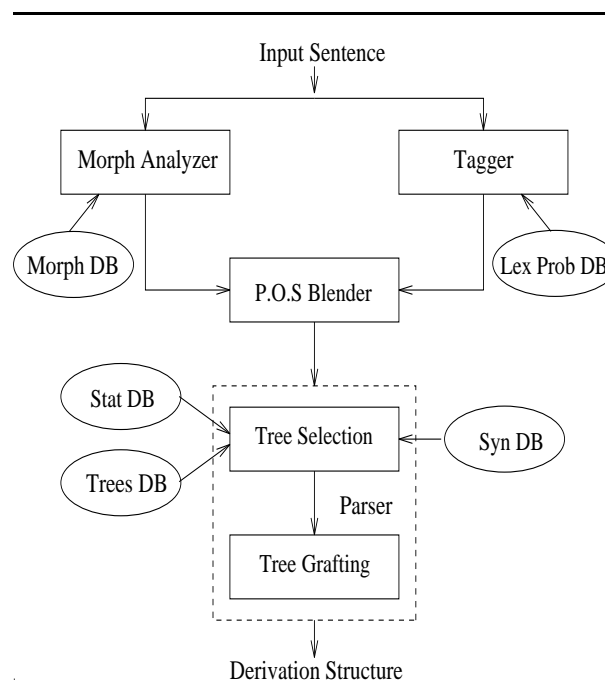 Input Sentence
Morph Analyzer
Tagger
Morph DB
Lex Prob DB
P.O.S Blender
Stat DB
Tree Selection
Syn DB
Trees DB
Parser
Tree Grafting
Derivation Structure